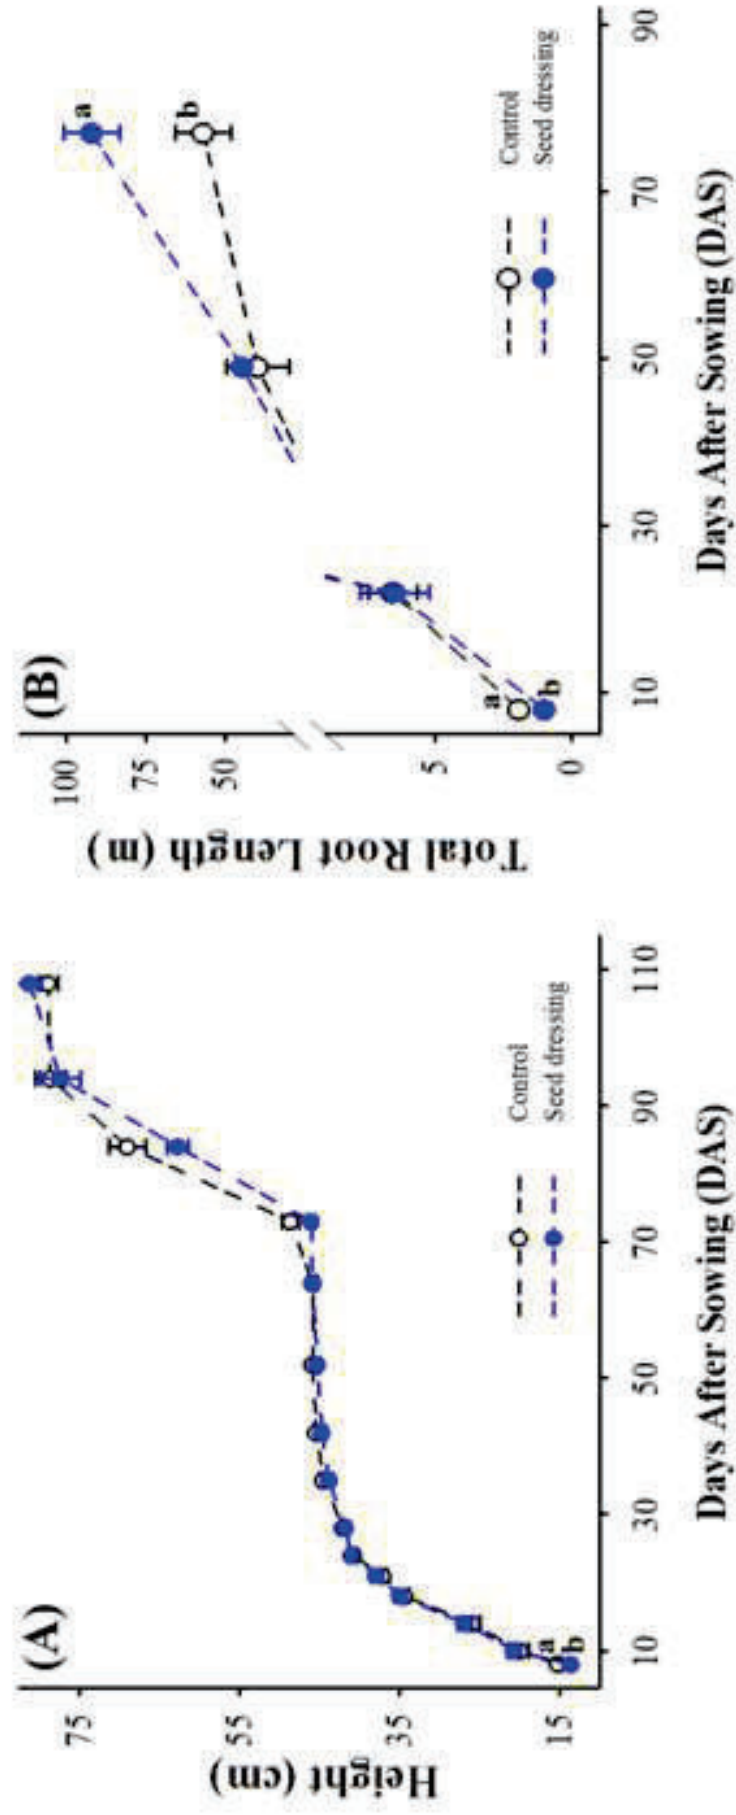 (A)
Height (cm)
75
55
35
15
a
b
Control
Seed dressing
10
30
50
70
90
110
Days After Sowing (DAS)
(B)
Total Root Length (m)
100
75
50
5
0
a
b
a
b
Control
Seed dressing
10
30
50
70
90
Days After Sowing (DAS)